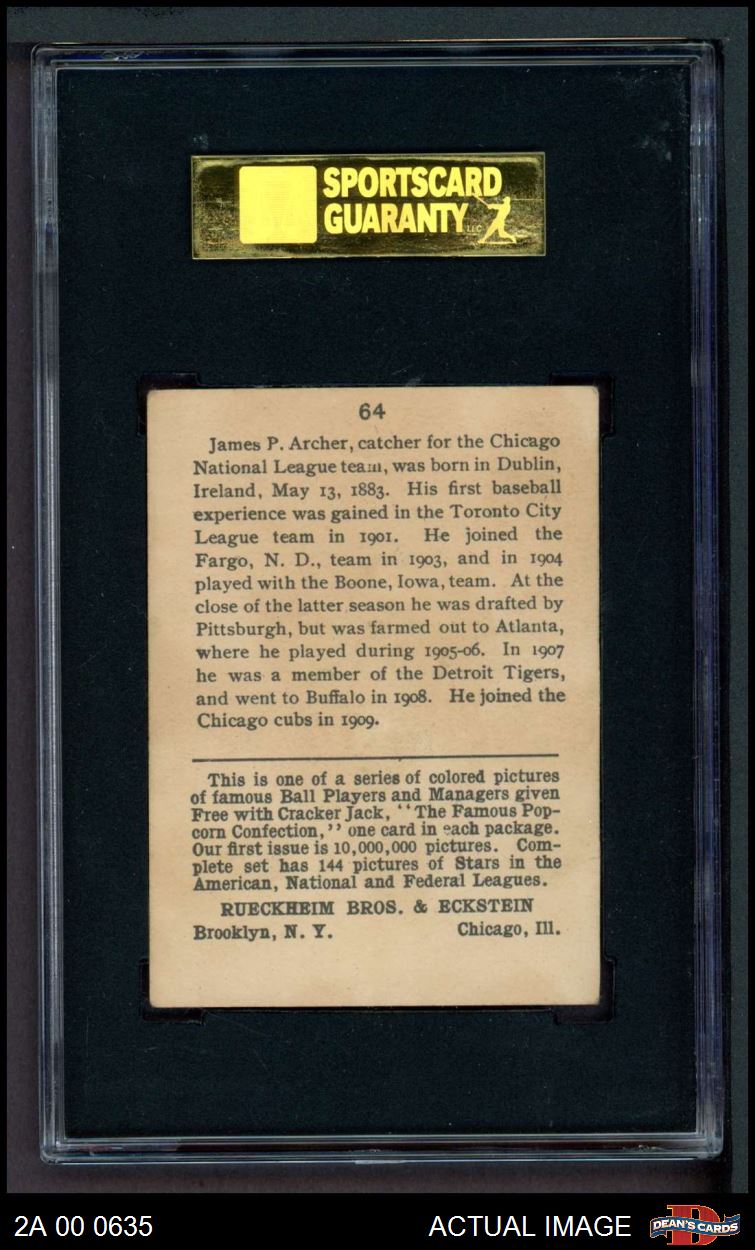 SPORTSCARD
GUARANTY LLC
64
James P. Archer, catcher for the Chicago
National League team, was born in Dublin,
Ireland, May 13, 1883. His first baseball
experience was gained in the Toronto City
League team in 1901. He joined the
Fargo, N. D., team in 1903, and in 1904
played with the Boone, Iowa, team. At the
close of the latter season he was drafted by
Pittsburgh, but was farmed out to Atlanta,
where he played during 1905-06. In 1907
he was a member of the Detroit Tigers,
and went to Buffalo in 1908. He joined the
Chicago cubs in 1909.
This is one of a series of colored pictures
of famous Ball Players and Managers given
Free with Cracker Jack, "The Famous Pop-
corn Confection," one card in each package.
Our first issue is 10,000,000 pictures. Com-
plete set has 144 pictures of Stars in the
American, National and Federal Leagues.
RUECKHEIM BROS. & ECKSTEIN
Brooklyn, N. Y. Chicago, Ill.
2A 00 0635 ACTUAL IMAGE DEAN'S CARDS